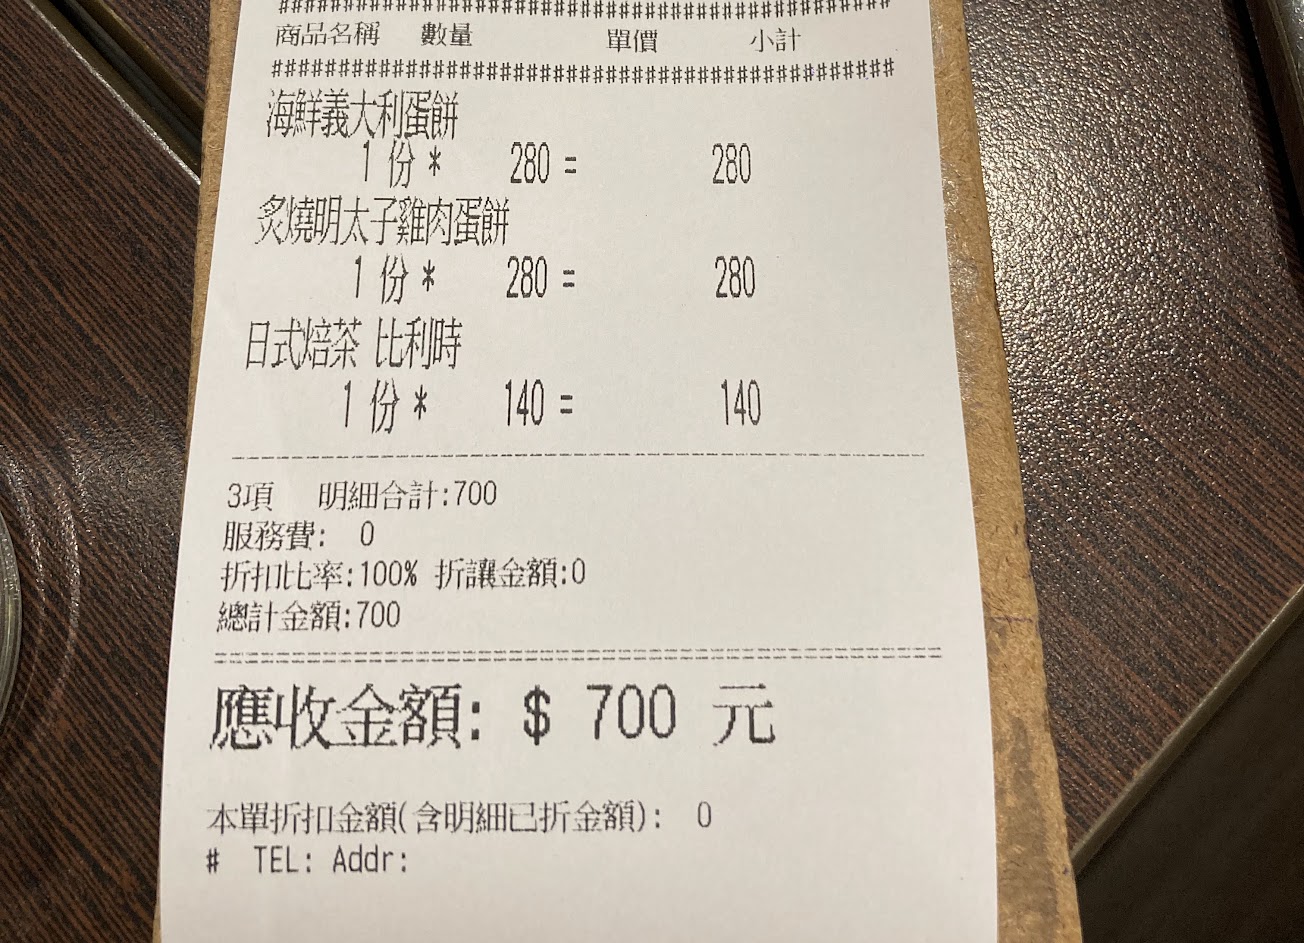 ##############################################
商品名稱 數量 單價 小計
##############################################
海鮮義大利蛋餅
1 份 * 280 = 280
炙燒明太子雞肉蛋餅
1 份 * 280 = 280
日式焙茶 比利時
1 份 * 140 = 140
3項 明細合計:700
服務費: 0
折扣比率:100% 折讓金額:0
總計金額:700
應收金額: $ 700 元
本單折扣金額(含明細已折金額): 0
# TEL: Addr: